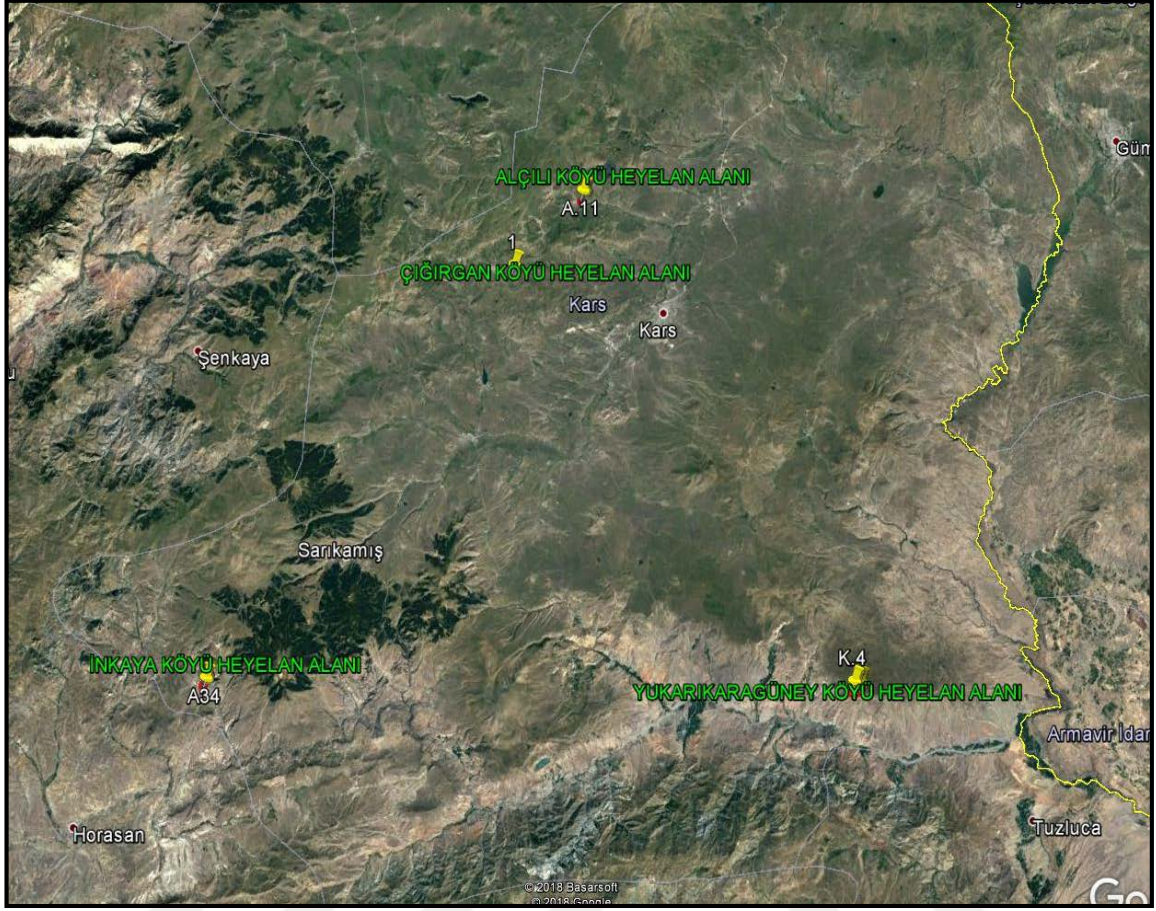 Güm
ALÇILI KÖYÜ HEYELAN ALANI
A.11
1
ÇIĞIRGAN KÖYÜ HEYELAN ALANI
Kars
Kars
Şenkaya
Sarıkamış
İNKAYA KÖYÜ HEYELAN ALANI
A34
K.4
YUKARIKARAGÜNEY KÖYÜ HEYELAN ALANI
Armavir İdar
Horasan
Tuzluca
© 2018 Basarsoft
© 2018 Google
Go